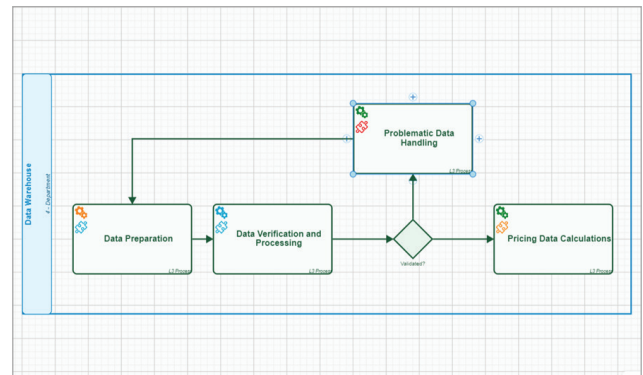 Data Warehouse
4 - Department
Problematic Data
Handling
L3 Process
Data Preparation
L3 Process
Data Verification and
Processing
L3 Process
Validated?
Pricing Data Calculations
L3 Process